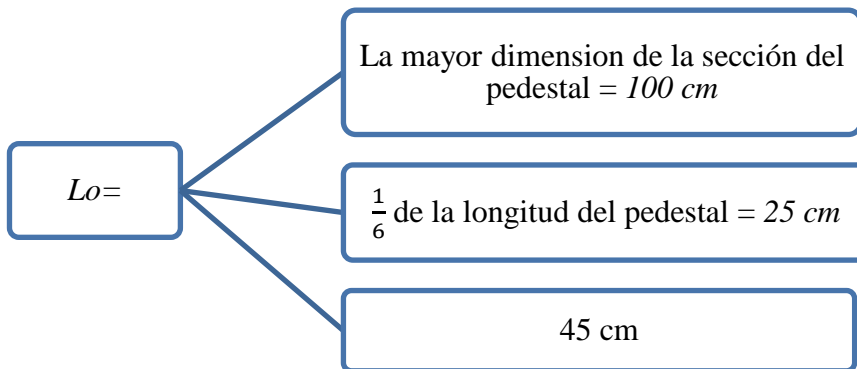 La mayor dimension de la sección del
pedestal = 100 cm
Lo=
1/6 de la longitud del pedestal = 25 cm
45 cm